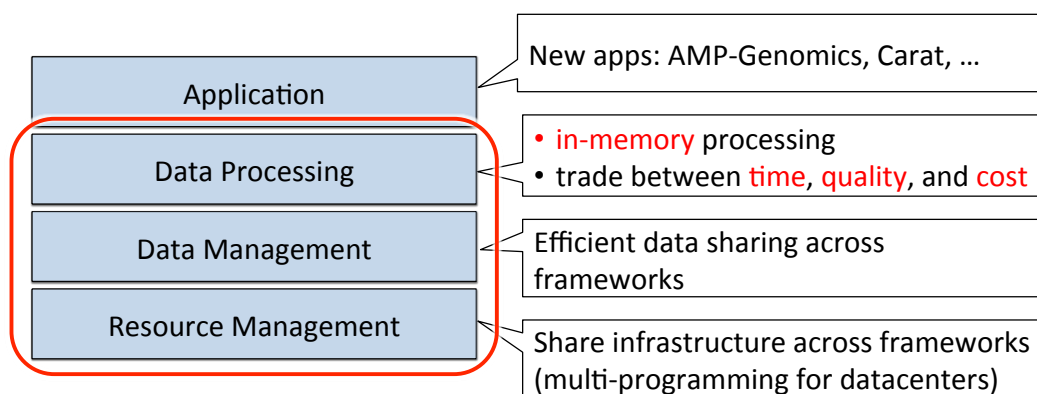 New apps: AMP-Genomics, Carat, …
Application
• in-memory processing
Data Processing
• trade between time, quality, and cost
Data Management
Efficient data sharing across
frameworks
Resource Management
Share infrastructure across frameworks
(multi-programming for datacenters)